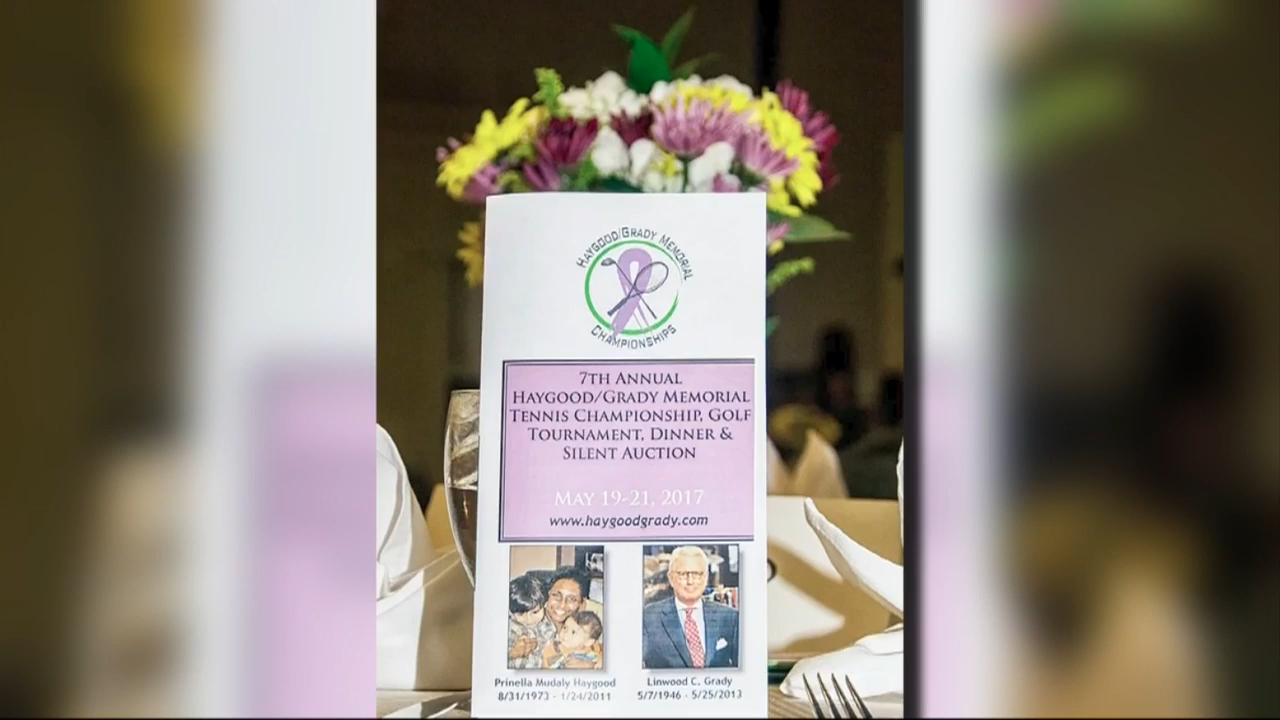 HAYGOOD/GRADY MEMORIAL
CHAMPIONSHIPS
7TH ANNUAL
HAYGOOD/GRADY MEMORIAL
TENNIS CHAMPIONSHIP, GOLF
TOURNAMENT, DINNER &
SILENT AUCTION
MAY 19-21, 2017
www.haygoodgrady.com
Prinella Mudaly Haygood
8/31/1973 - 1/24/2011
Linwood C. Grady
5/7/1946 - 5/25/2013